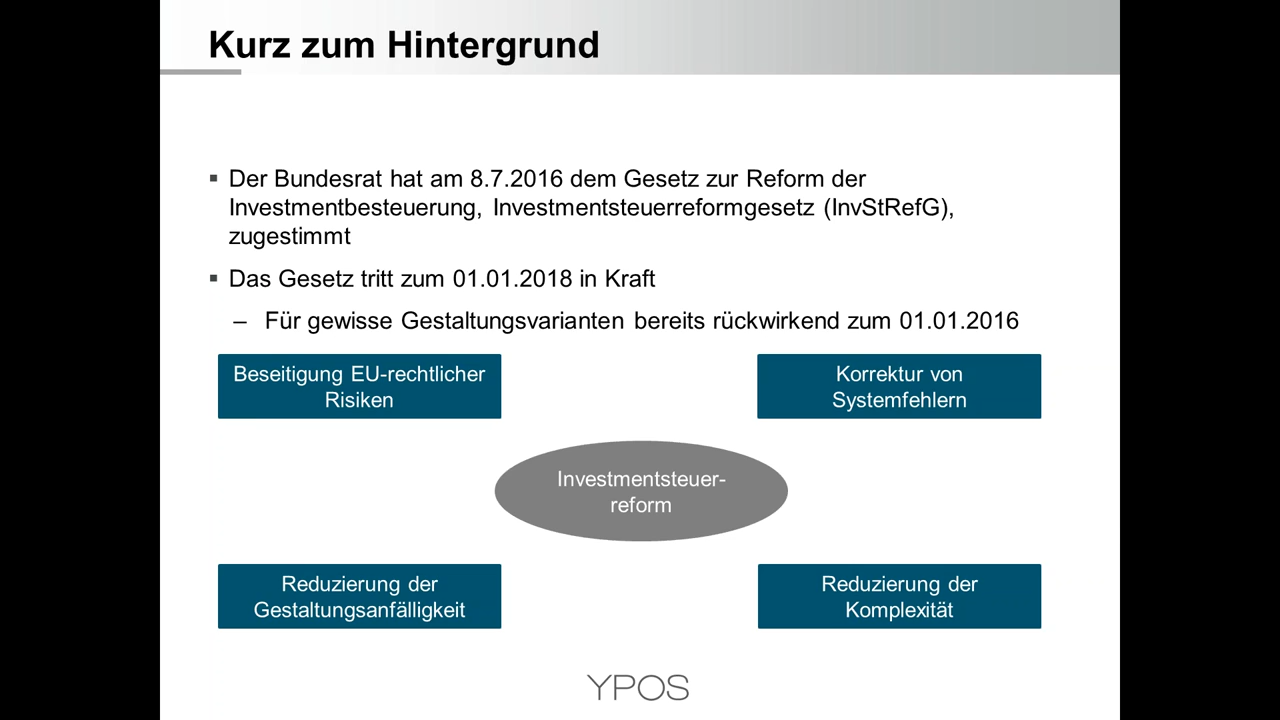 Kurz zum Hintergrund
▪ Der Bundesrat hat am 8.7.2016 dem Gesetz zur Reform der
Investmentbesteuerung, Investmentsteuerreformgesetz (InvStRefG),
zugestimmt
▪ Das Gesetz tritt zum 01.01.2018 in Kraft
– Für gewisse Gestaltungsvarianten bereits rückwirkend zum 01.01.2016
Beseitigung EU-rechtlicher
Risiken
Korrektur von
Systemfehlern
Investmentsteuer-
reform
Reduzierung der
Gestaltungsanfälligkeit
Reduzierung der
Komplexität
YPOS